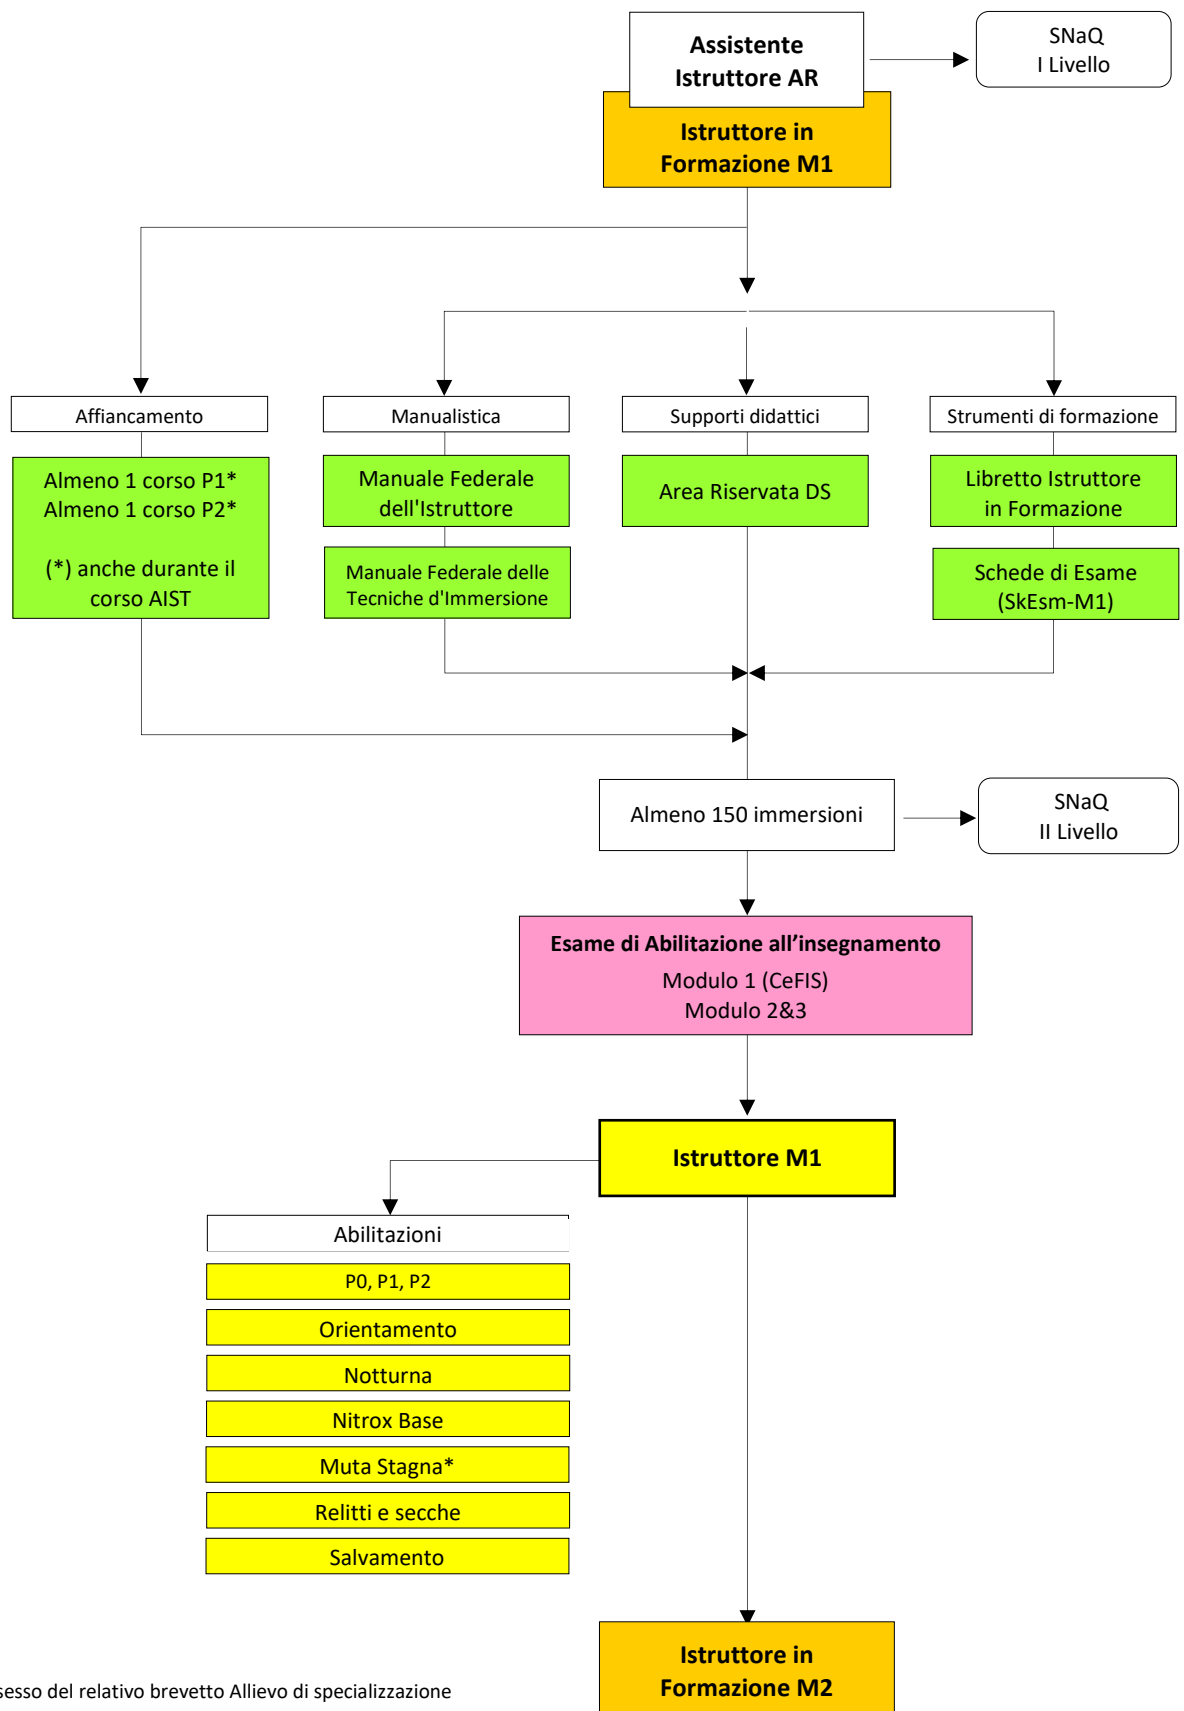 Assistente
Istruttore AR
SNaQ
I Livello
Istruttore in
Formazione M1
Affiancamento
Manualistica
Supporti didattici
Strumenti di formazione
Almeno 1 corso P1*
Almeno 1 corso P2*
(*) anche durante il
corso AIST
Manuale Federale
dell'Istruttore
Manuale Federale delle
Tecniche d'Immersione
Area Riservata DS
Libretto Istruttore
in Formazione
Schede di Esame
(SkEsm-M1)
Almeno 150 immersioni
SNaQ
II Livello
Esame di Abilitazione all’insegnamento
Modulo 1 (CeFIS)
Modulo 2&3
Istruttore M1
Abilitazioni
P0, P1, P2
Orientamento
Notturna
Nitrox Base
Muta Stagna*
Relitti e secche
Salvamento
Istruttore in
Formazione M2
sesso del relativo brevetto Allievo di specializzazione